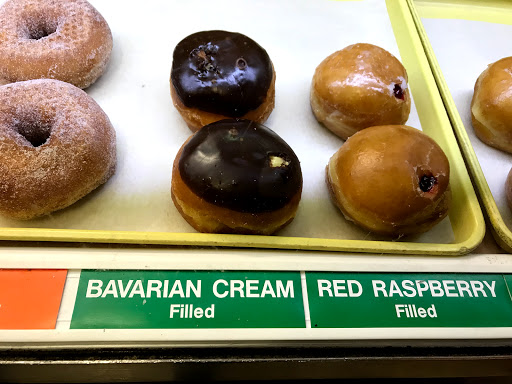 BAVARIAN CREAM
Filled
RED RASPBERRY
Filled